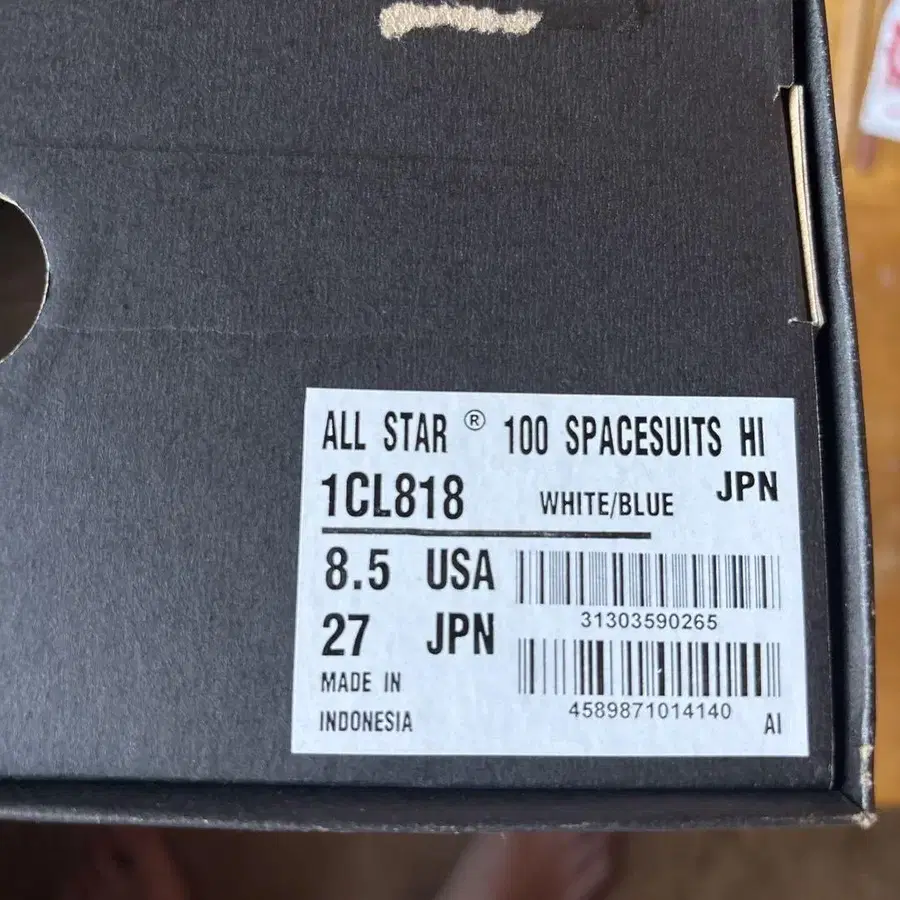 ALL STAR ® 100 SPACESUITS HI
1CL818 WHITE/BLUE JPN
8.5 USA
31303590265
27 JPN
4589871014140
MADE IN
INDONESIA
AI